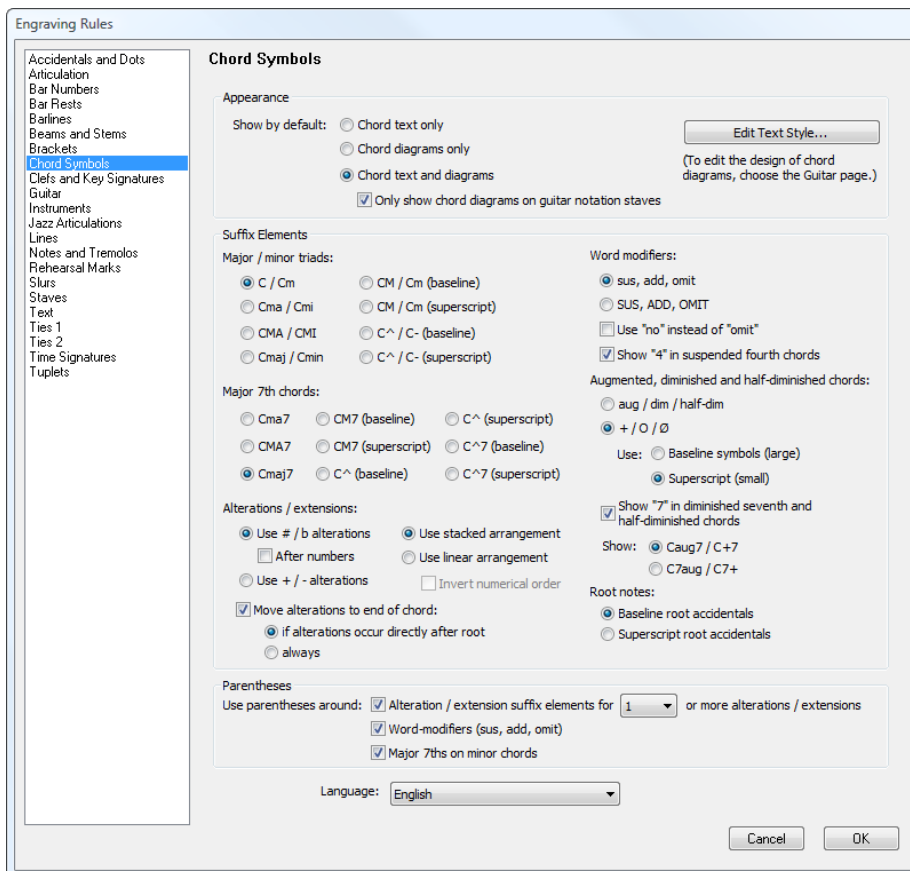 Engraving Rules
Accidentals and Dots
Articulation
Bar Numbers
Bar Rests
Barlines
Beams and Stems
Brackets
Chord Symbols
Clefs and Key Signatures
Guitar
Instruments
Jazz Articulations
Lines
Notes and Tremolos
Rehearsal Marks
Slurs
Staves
Text
Ties 1
Ties 2
Time Signatures
Tuplets
Chord Symbols
Appearance
Show by default:
Chord text only
Chord diagrams only
Chord text and diagrams
Only show chord diagrams on guitar notation staves
Edit Text Style...
(To edit the design of chord
diagrams, choose the Guitar page.)
Suffix Elements
Major / minor triads:
C / Cm
CM / Cm (baseline)
Cma / Cmi
CM / Cm (superscript)
CMA / CMI
C^ / C- (baseline)
Cmaj / Cmin
C^ / C- (superscript)
Major 7th chords:
Cma7
CM7 (baseline)
C^ (superscript)
CMA7
CM7 (superscript)
C^7 (baseline)
Cmaj7
C^ (baseline)
C^7 (superscript)
Alterations / extensions:
Use # / b alterations
Use stacked arrangement
After numbers
Use linear arrangement
Use + / - alterations
Invert numerical order
Move alterations to end of chord:
if alterations occur directly after root
always
Word modifiers:
sus, add, omit
SUS, ADD, OMIT
Use "no" instead of "omit"
Show "4" in suspended fourth chords
Augmented, diminished and half-diminished chords:
aug / dim / half-dim
+ / O / Ø
Use:
Baseline symbols (large)
Superscript (small)
Show "7" in diminished seventh and
half-diminished chords
Show:
Caug7 / C+7
C7aug / C7+
Root notes:
Baseline root accidentals
Superscript root accidentals
Parentheses
Use parentheses around:
Alteration / extension suffix elements for 1 or more alterations / extensions
Word-modifiers (sus, add, omit)
Major 7ths on minor chords
Language: English
Cancel
OK